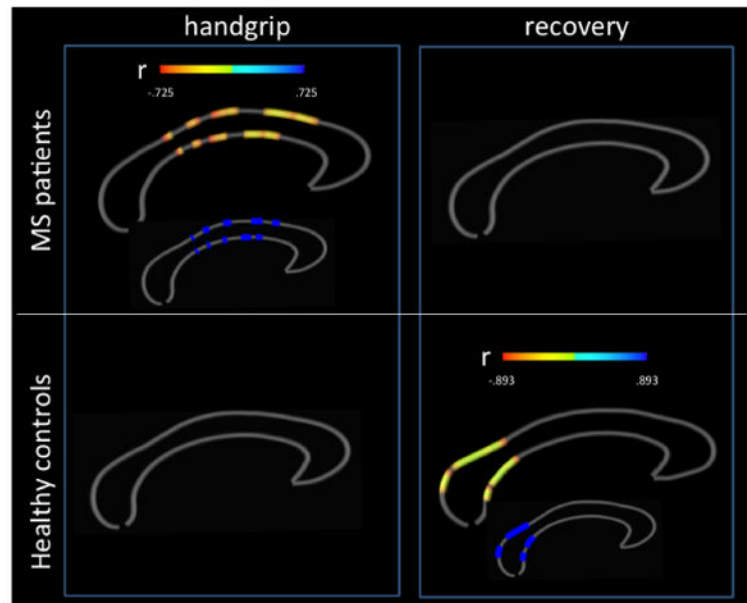 handgrip
recovery
MS patients
r
-.725
.725
Healthy controls
r
-.893
.893